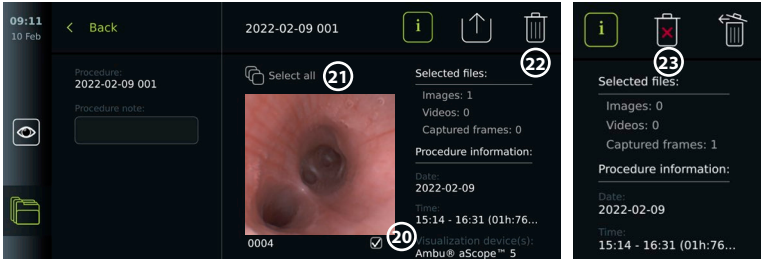 09:11
10 Feb
Back
2022-02-09 001
i
22
Procedure:
2022-02-09 001
Procedure note:
Select all
21
0004
20
Selected files:
Images: 1
Videos: 0
Captured frames: 0
Procedure information:
Date:
2022-02-09
Time:
15:14 - 16:31 (01h:76...
Visualization device(s):
Ambu® aScope™ 5
i
23
Selected files:
Images: 0
Videos: 0
Captured frames: 1
Procedure information:
Date:
2022-02-09
Time:
15:14 - 16:31 (01h:76...